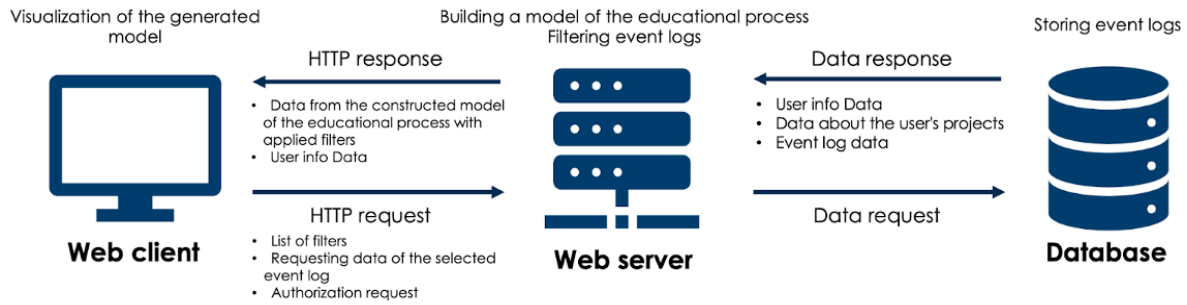 Visualization of the generated
model
Building a model of the educational process
Filtering event logs
Storing event logs
HTTP response
• Data from the constructed model
of the educational process with
applied filters
• User info Data
Data response
• User info Data
• Data about the user's projects
• Event log data
HTTP request
• List of filters
• Requesting data of the selected
event log
• Authorization request
Data request
Web client
Web server
Database